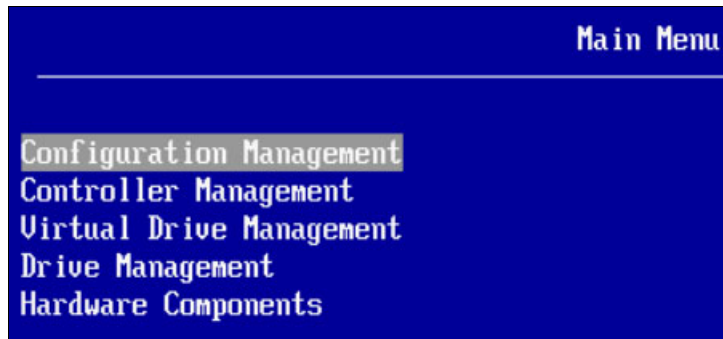 Main Menu
Configuration Management
Controller Management
Virtual Drive Management
Drive Management
Hardware Components